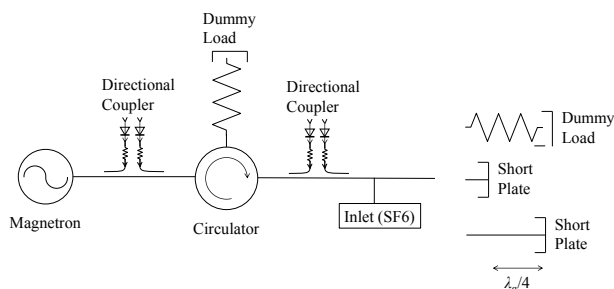 Dummy
Load
Directional
Coupler
Directional
Coupler
Magnetron
Circulator
Inlet (SF6)
Dummy
Load
Short
Plate
Short
Plate
λg/4